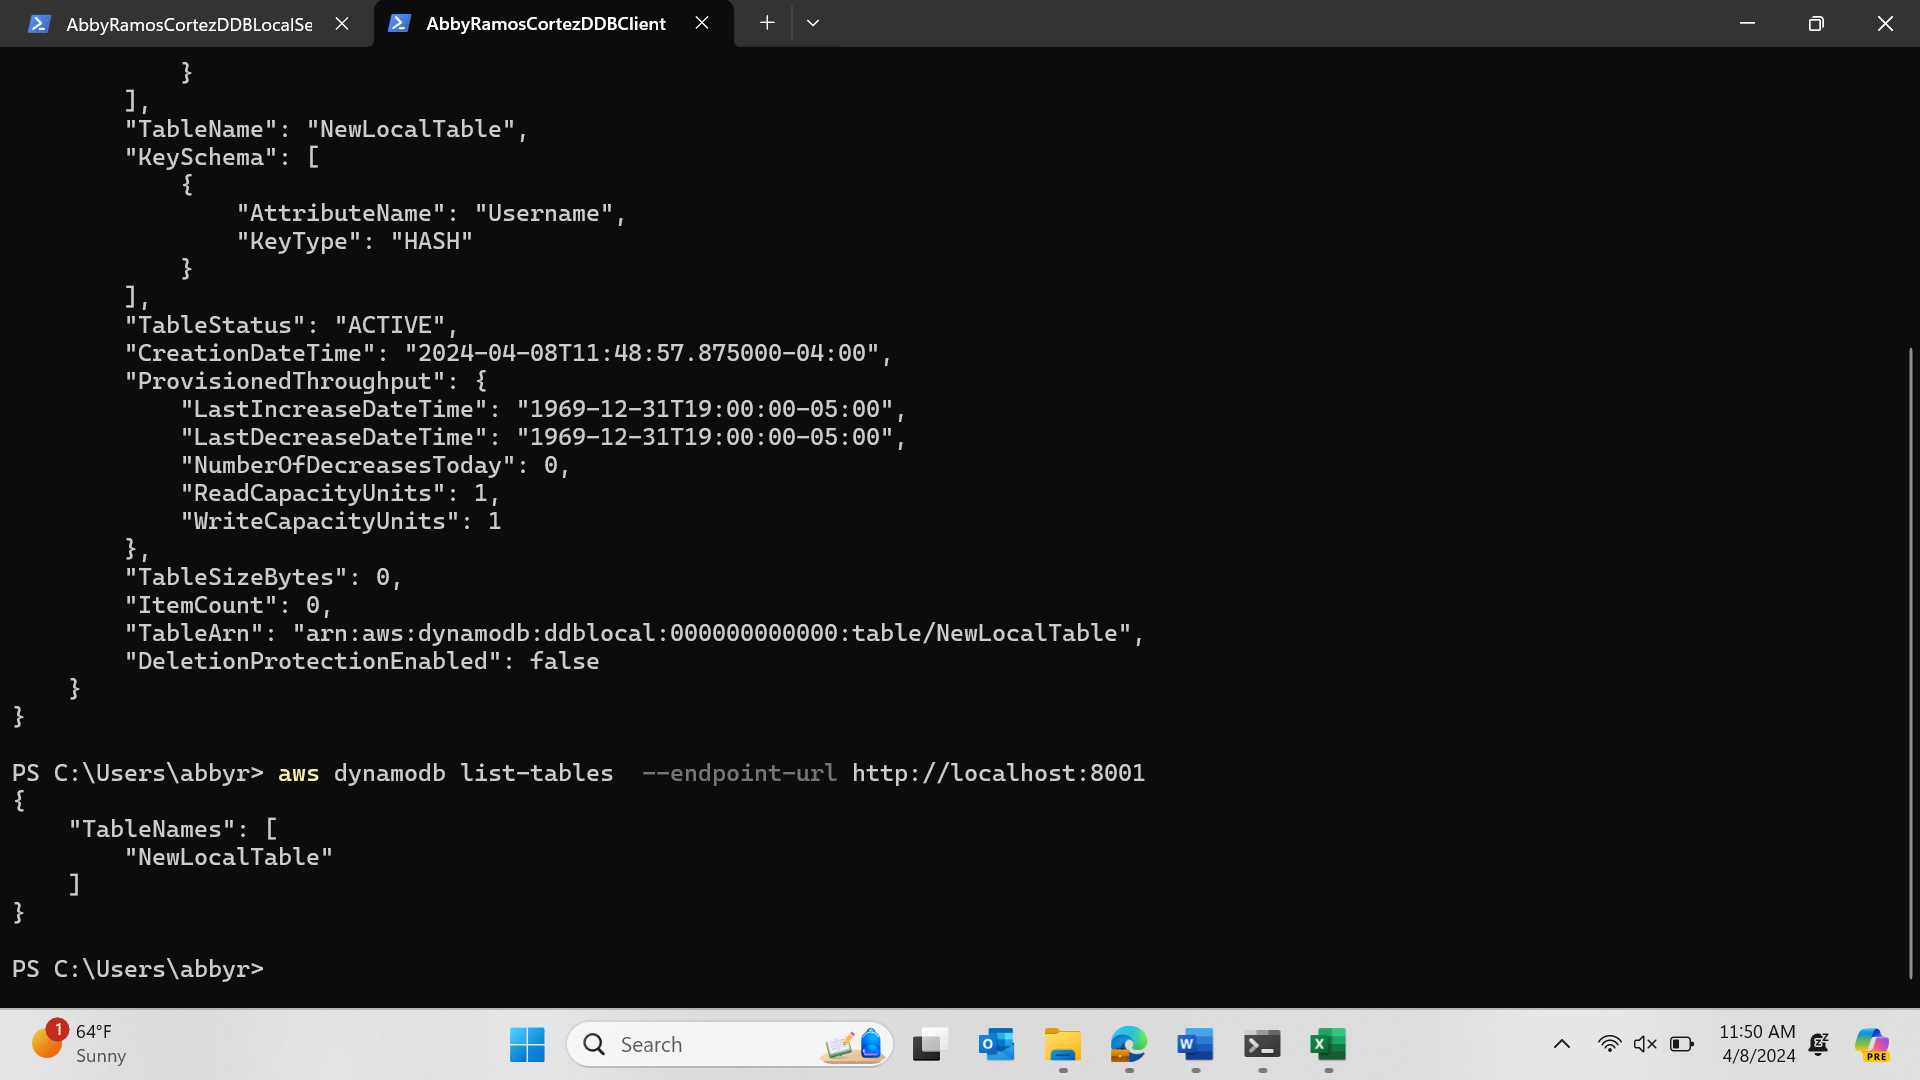 AbbyRamosCortezDDBLocalSe
AbbyRamosCortezDDBClient
            }
        ],
        "TableName": "NewLocalTable",
        "KeySchema": [
            {
                "AttributeName": "Username",
                "KeyType": "HASH"
            }
        ],
        "TableStatus": "ACTIVE",
        "CreationDateTime": "2024-04-08T11:48:57.875000-04:00",
        "ProvisionedThroughput": {
            "LastIncreaseDateTime": "1969-12-31T19:00:00-05:00",
            "LastDecreaseDateTime": "1969-12-31T19:00:00-05:00",
            "NumberOfDecreasesToday": 0,
            "ReadCapacityUnits": 1,
            "WriteCapacityUnits": 1
        },
        "TableSizeBytes": 0,
        "ItemCount": 0,
        "TableArn": "arn:aws:dynamodb:ddblocal:000000000000:table/NewLocalTable",
        "DeletionProtectionEnabled": false
    }
}
PS C:\Users\abbyr> aws dynamodb list-tables  --endpoint-url http://localhost:8001
{
    "TableNames": [
        "NewLocalTable"
    ]
}
PS C:\Users\abbyr>
1
64°F
Sunny
Search
11:50 AM
4/8/2024
PRE